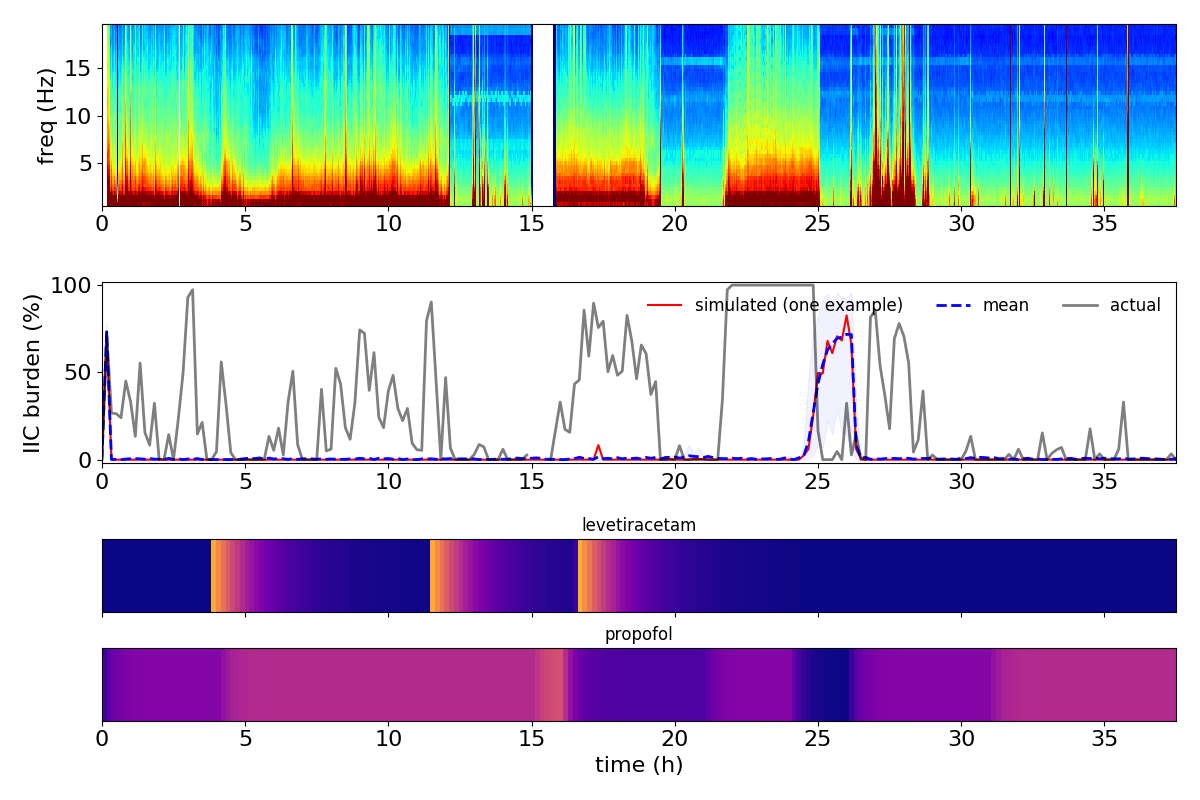 freq (Hz)
15
10
5
0 5 10 15 20 25 30 35
IIC burden (%)
100
50
0
simulated (one example) mean actual
0 5 10 15 20 25 30 35
levetiracetam
propofol
0 5 10 15 20 25 30 35
time (h)